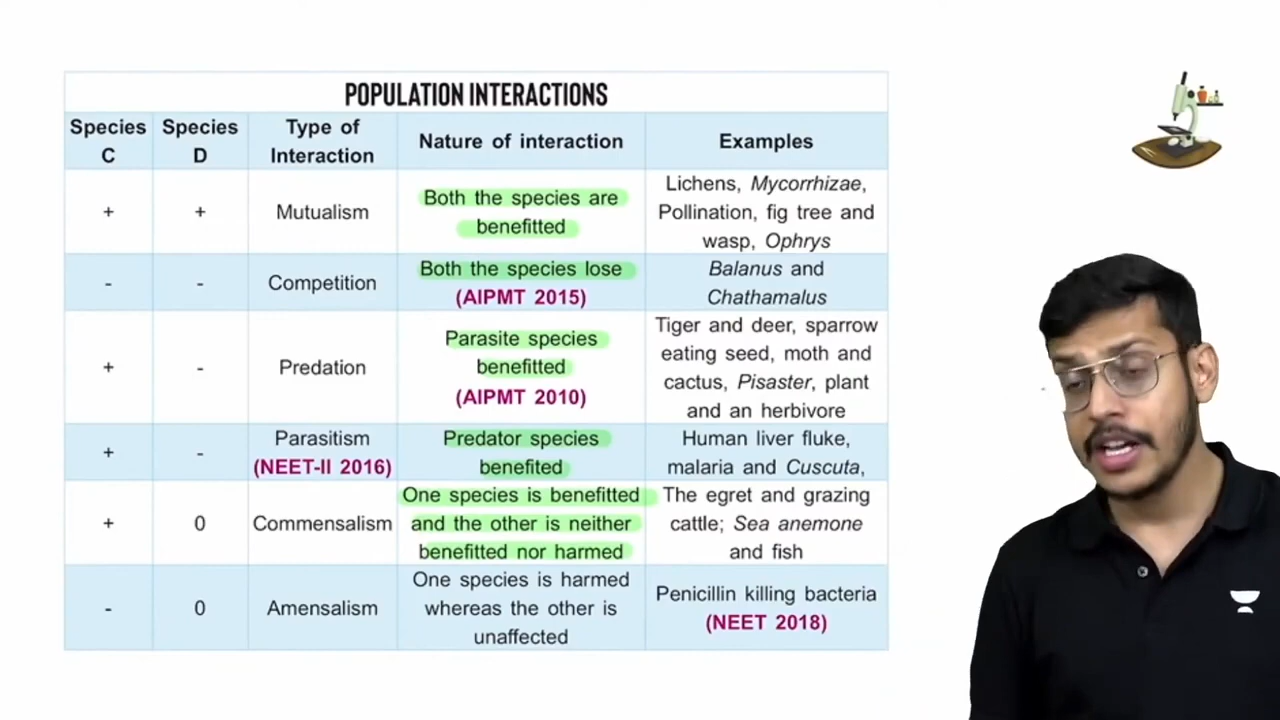 POPULATION INTERACTIONS
Species C
Species D
Type of Interaction
Nature of interaction
Examples
+
+
Mutualism
Both the species are
benefitted
Lichens, Mycorrhizae,
Pollination, fig tree and
wasp, Ophrys
-
-
Competition
Both the species lose
(AIPMT 2015)
Balanus and
Chathamalus
+
-
Predation
Parasite species
benefitted
(AIPMT 2010)
Tiger and deer, sparrow
eating seed, moth and
cactus, Pisaster, plant
and an herbivore
+
-
Parasitism
(NEET-II 2016)
Predator species
benefited
Human liver fluke,
malaria and Cuscuta,
+
0
Commensalism
One species is benefitted
and the other is neither
benefitted nor harmed
The egret and grazing
cattle; Sea anemone
and fish
-
0
Amensalism
One species is harmed
whereas the other is
unaffected
Penicillin killing bacteria
(NEET 2018)